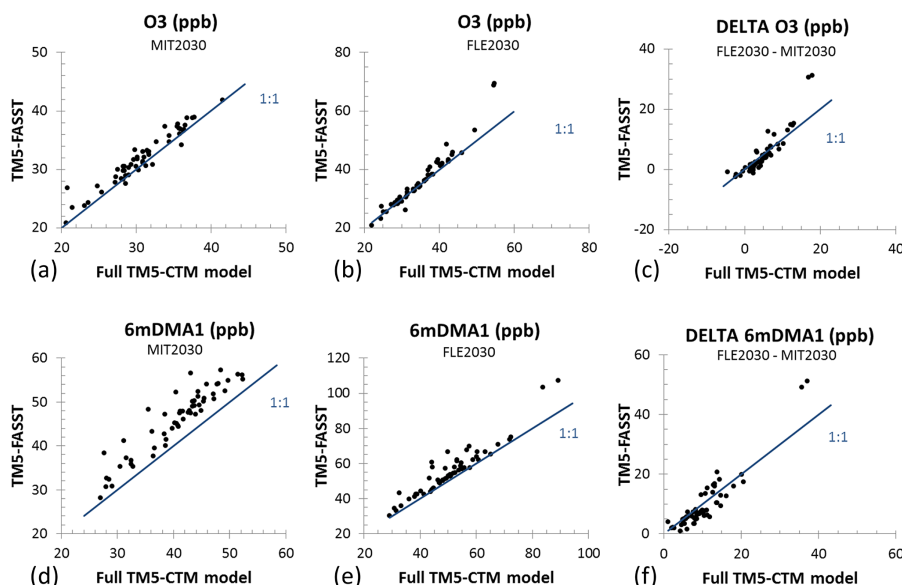 O3 (ppb)
MIT2030
50
40
30
20
20
30
40
50
TM5-FASST
1:1
(a)
Full TM5-CTM model
O3 (ppb)
FLE2030
80
60
40
20
20
40
60
80
TM5-FASST
1:1
(b)
Full TM5-CTM model
DELTA O3 (ppb)
FLE2030 - MIT2030
40
20
0
-20
-20
0
20
40
TM5-FASST
1:1
(c)
Full TM5-CTM model
6mDMA1 (ppb)
MIT2030
60
50
40
30
20
20
30
40
50
60
TM5-FASST
1:1
(d)
Full TM5-CTM model
6mDMA1 (ppb)
FLE2030
120
100
80
60
40
20
20
40
60
80
100
TM5-FASST
1:1
(e)
Full TM5-CTM model
DELTA 6mDMA1 (ppb)
FLE2030 - MIT2030
60
50
40
30
20
10
0
0
20
40
60
TM5-FASST
1:1
(f)
Full TM5-CTM model